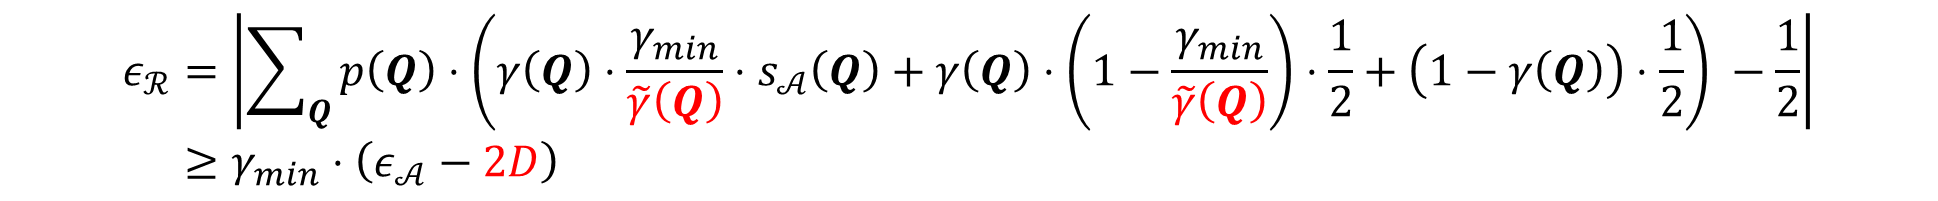 𝜖_ℛ = |∑_𝑸 𝑝(𝑸) · (𝛾(𝑸) · 𝛾_𝑚𝑖𝑛/𝛾̃(𝑸) · 𝑠_𝒜(𝑸) + 𝛾(𝑸) · (1 − 𝛾_𝑚𝑖𝑛/𝛾̃(𝑸)) · 1/2 + (1 − 𝛾(𝑸)) · 1/2) − 1/2|
≥ 𝛾_𝑚𝑖𝑛 · (𝜖_𝒜 − 2𝐷)